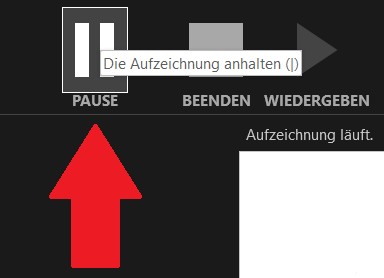 Die Aufzeichnung anhalten (|)
PAUSE BEENDEN WIEDERGEBEN
Aufzeichnung läuft.